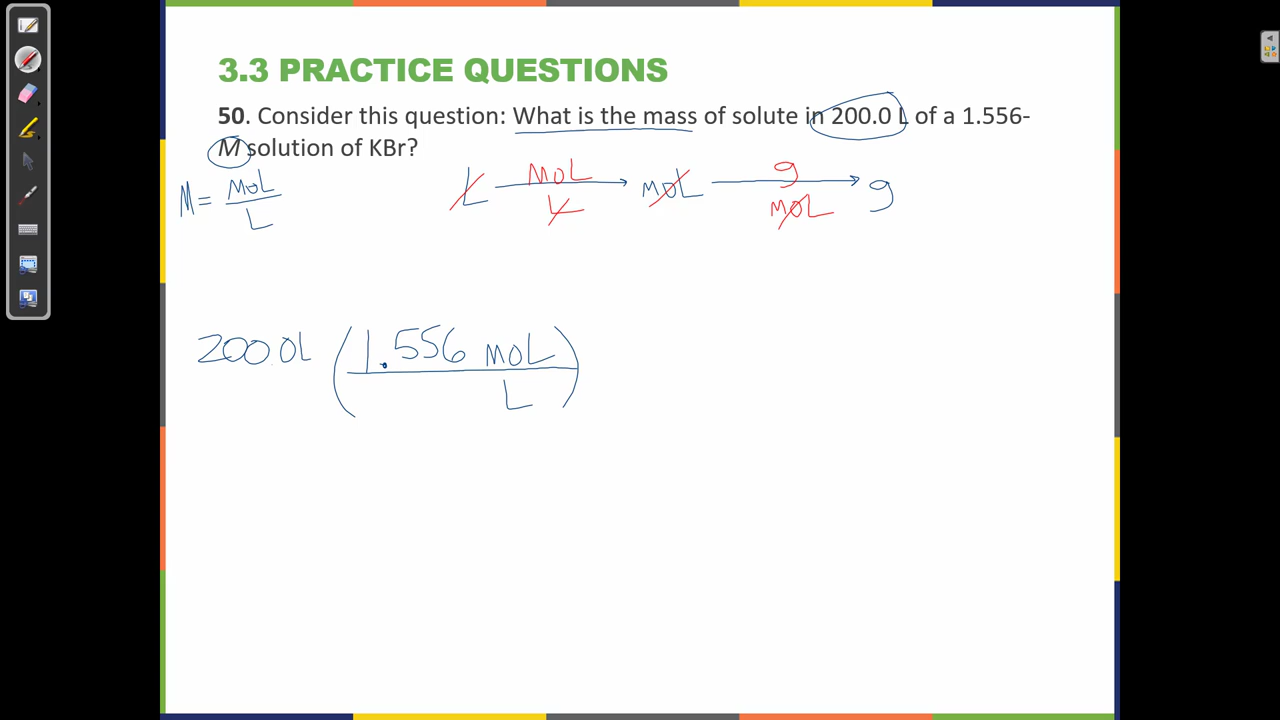 3.3 PRACTICE QUESTIONS
50. Consider this question: What is the mass of solute in 200.0 L of a 1.556-
M solution of KBr?
M = MOL / L
L MOL / L MOL g / MOL g
200.0L ( 1.556 MOL / L )